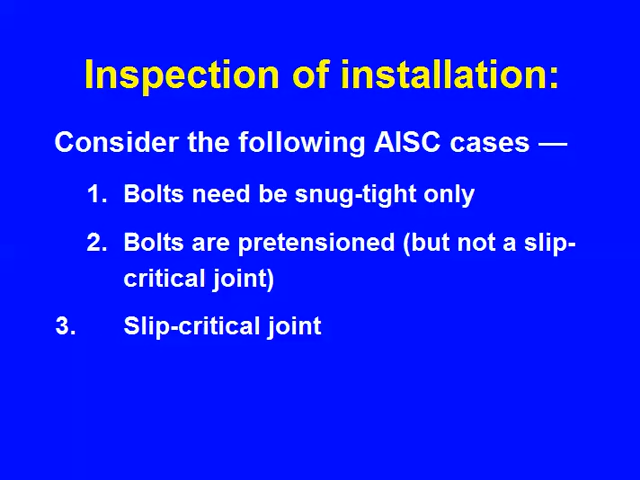 Inspection of installation:
Consider the following AISC cases —
1. Bolts need be snug-tight only
2. Bolts are pretensioned (but not a slip-
critical joint)
3. Slip-critical joint